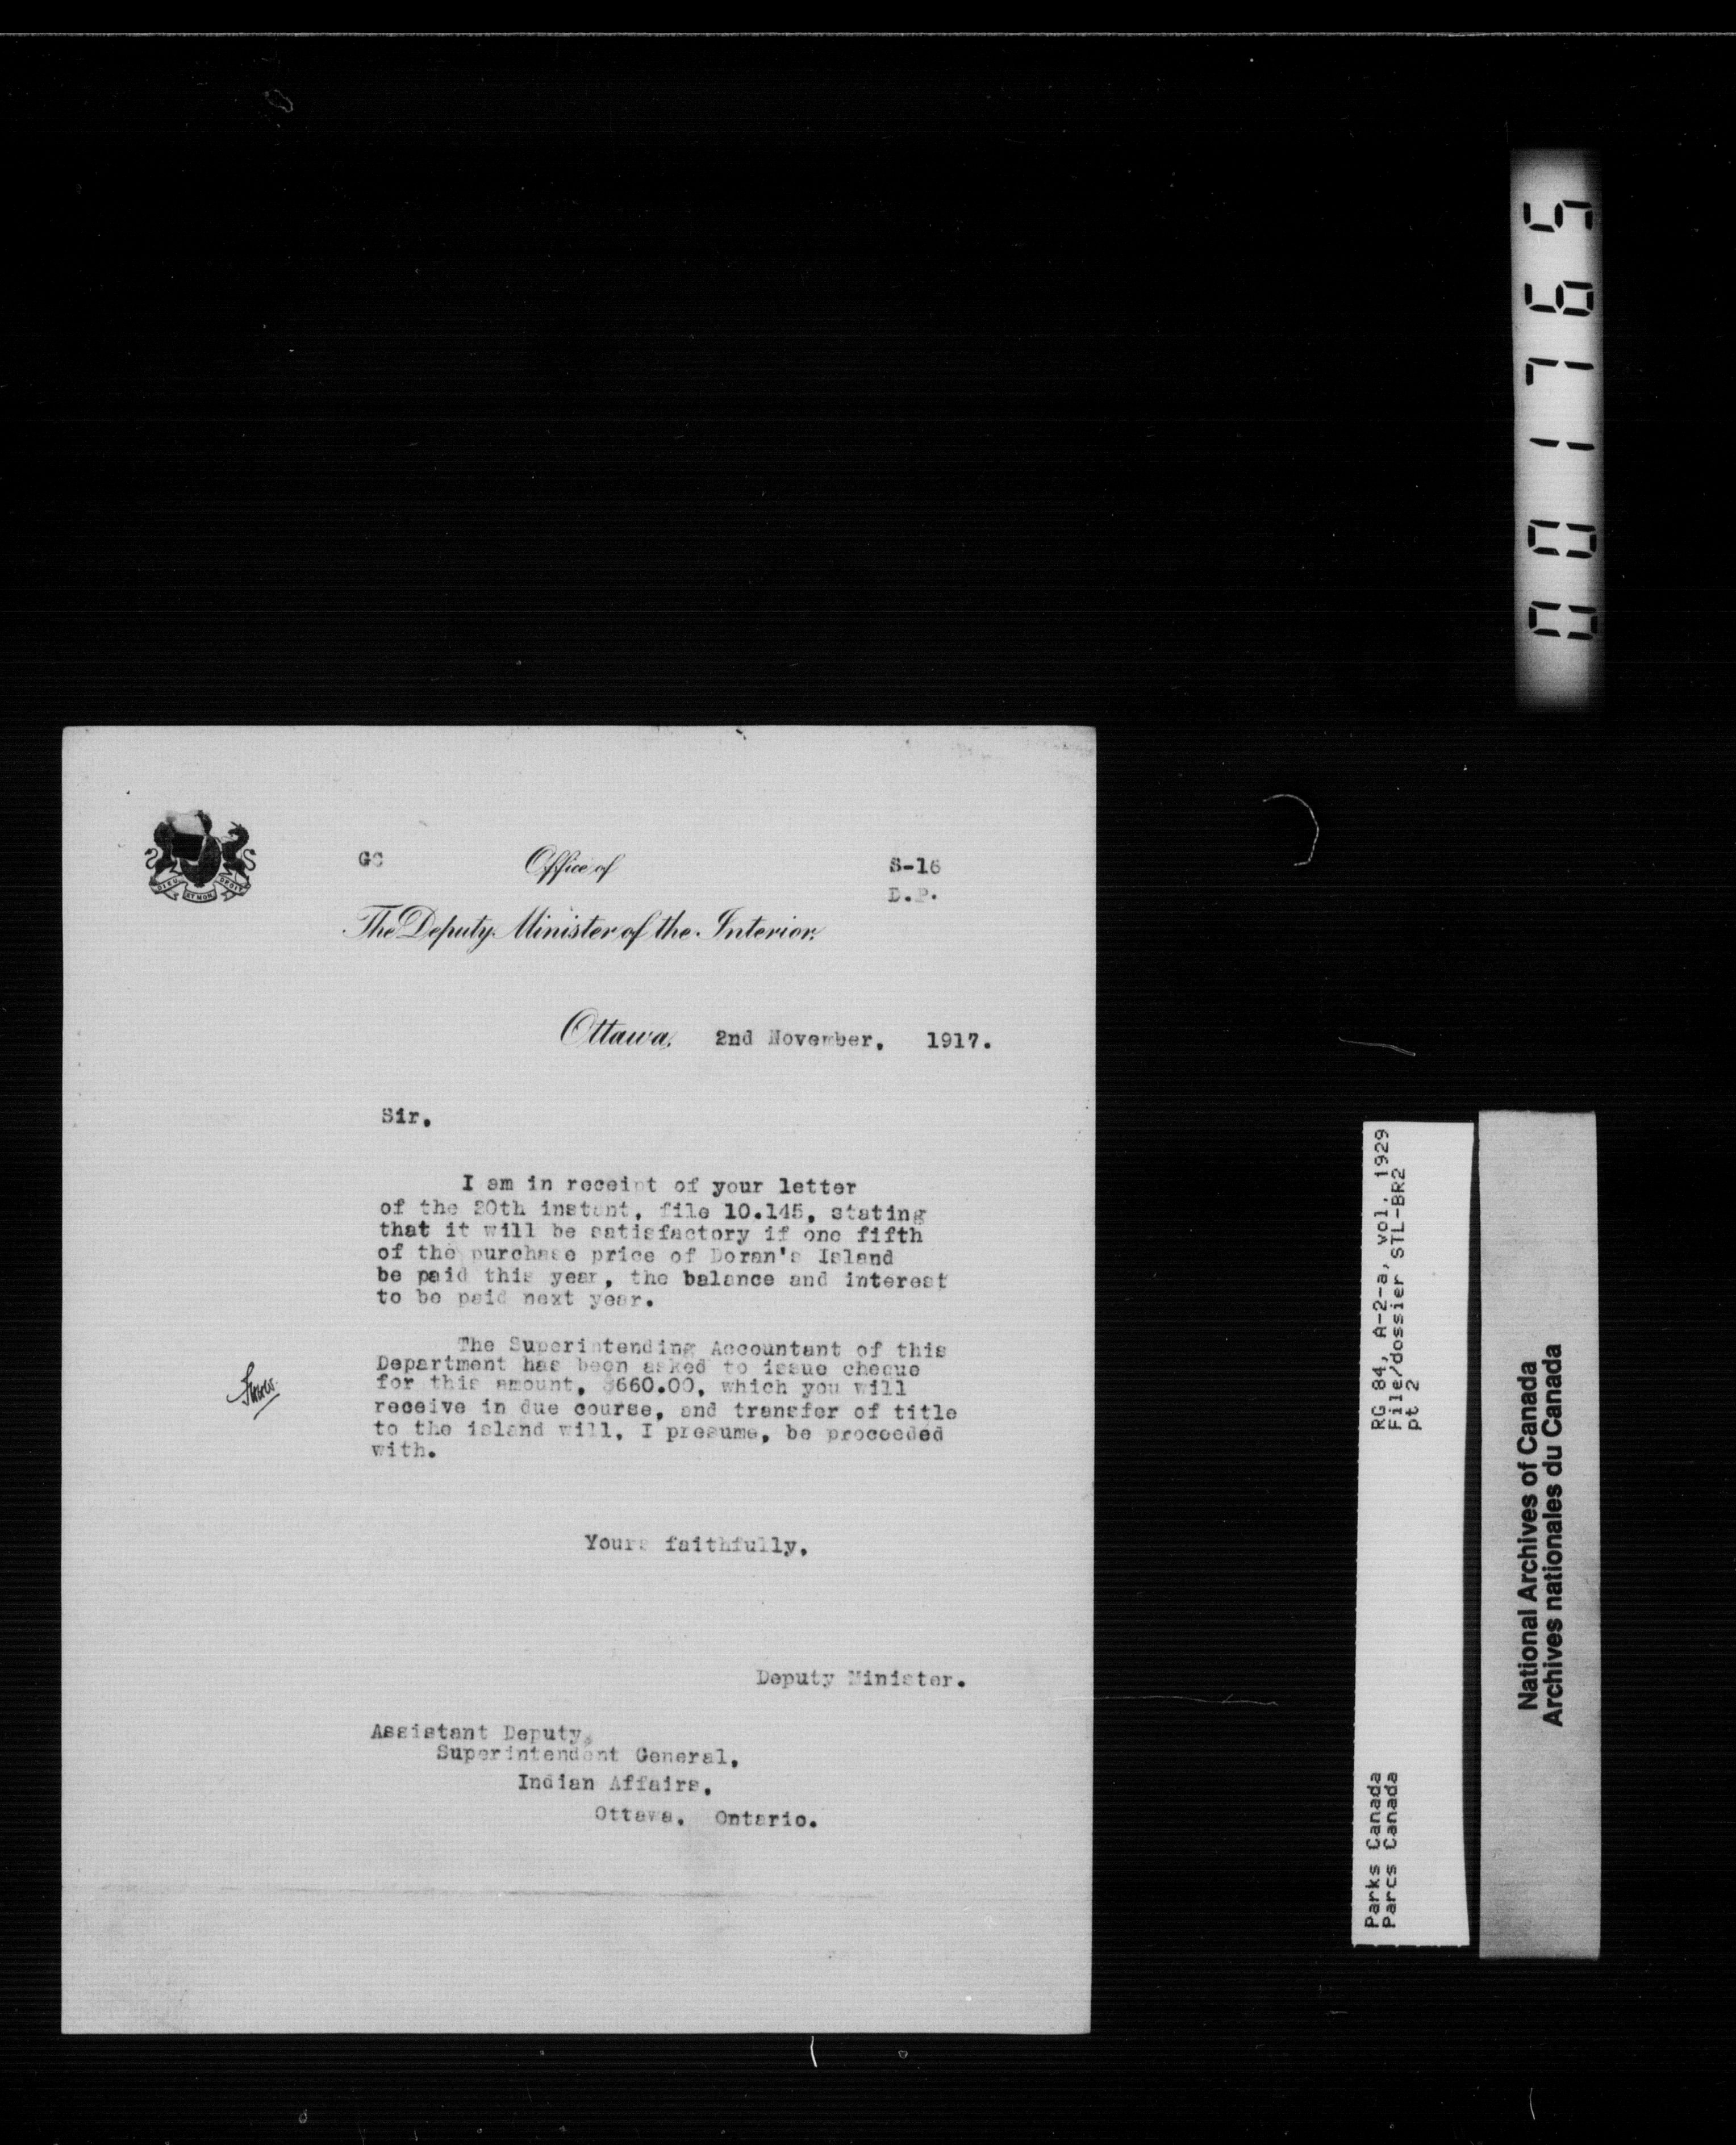 001765
GC
Office of
S-16
D.P.
The Deputy Minister of the Interior.
DIEU ET MON DROIT
Ottawa, 2nd November, 1917.
Sir,
I am in receipt of your letter
of the 20th instant, file 10.145, stating
that it will be satisfactory if one fifth
of the purchase price of Doran's Island
be paid this year, the balance and interest
to be paid next year.
The Superintending Accountant of this
Department has been asked to issue cheque
for this amount, $660.00, which you will
receive in due course, and transfer of title
to the island will, I presume, be proceeded
with.
Yours faithfully,
Deputy Minister.
Assistant Deputy,
Superintendent General,
Indian Affairs,
Ottawa, Ontario.
RG 84, A-2-a, vol. 1929
File/dossier STL-BR2
pt 2
Parks Canada
Parcs Canada
National Archives of Canada
Archives nationales du Canada